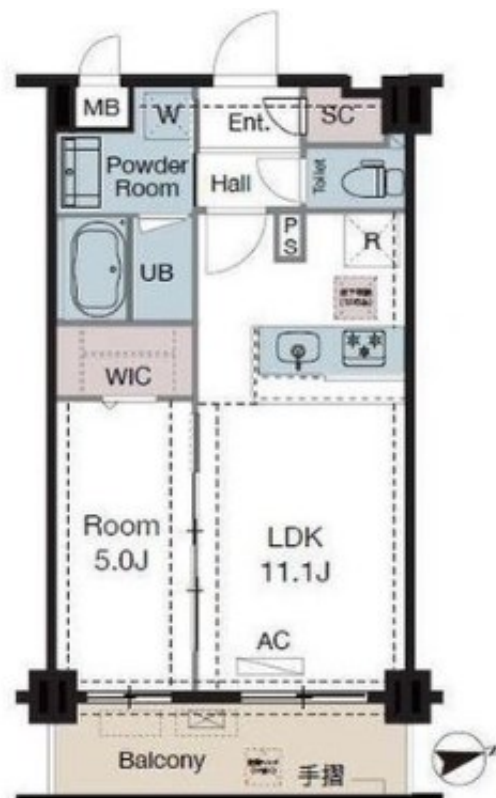 MB
W
Ent.
SC
Powder
Room
Hall
Toilet
P
S
R
UB
WIC
Room
5.0J
LDK
11.1J
AC
Balcony
手摺